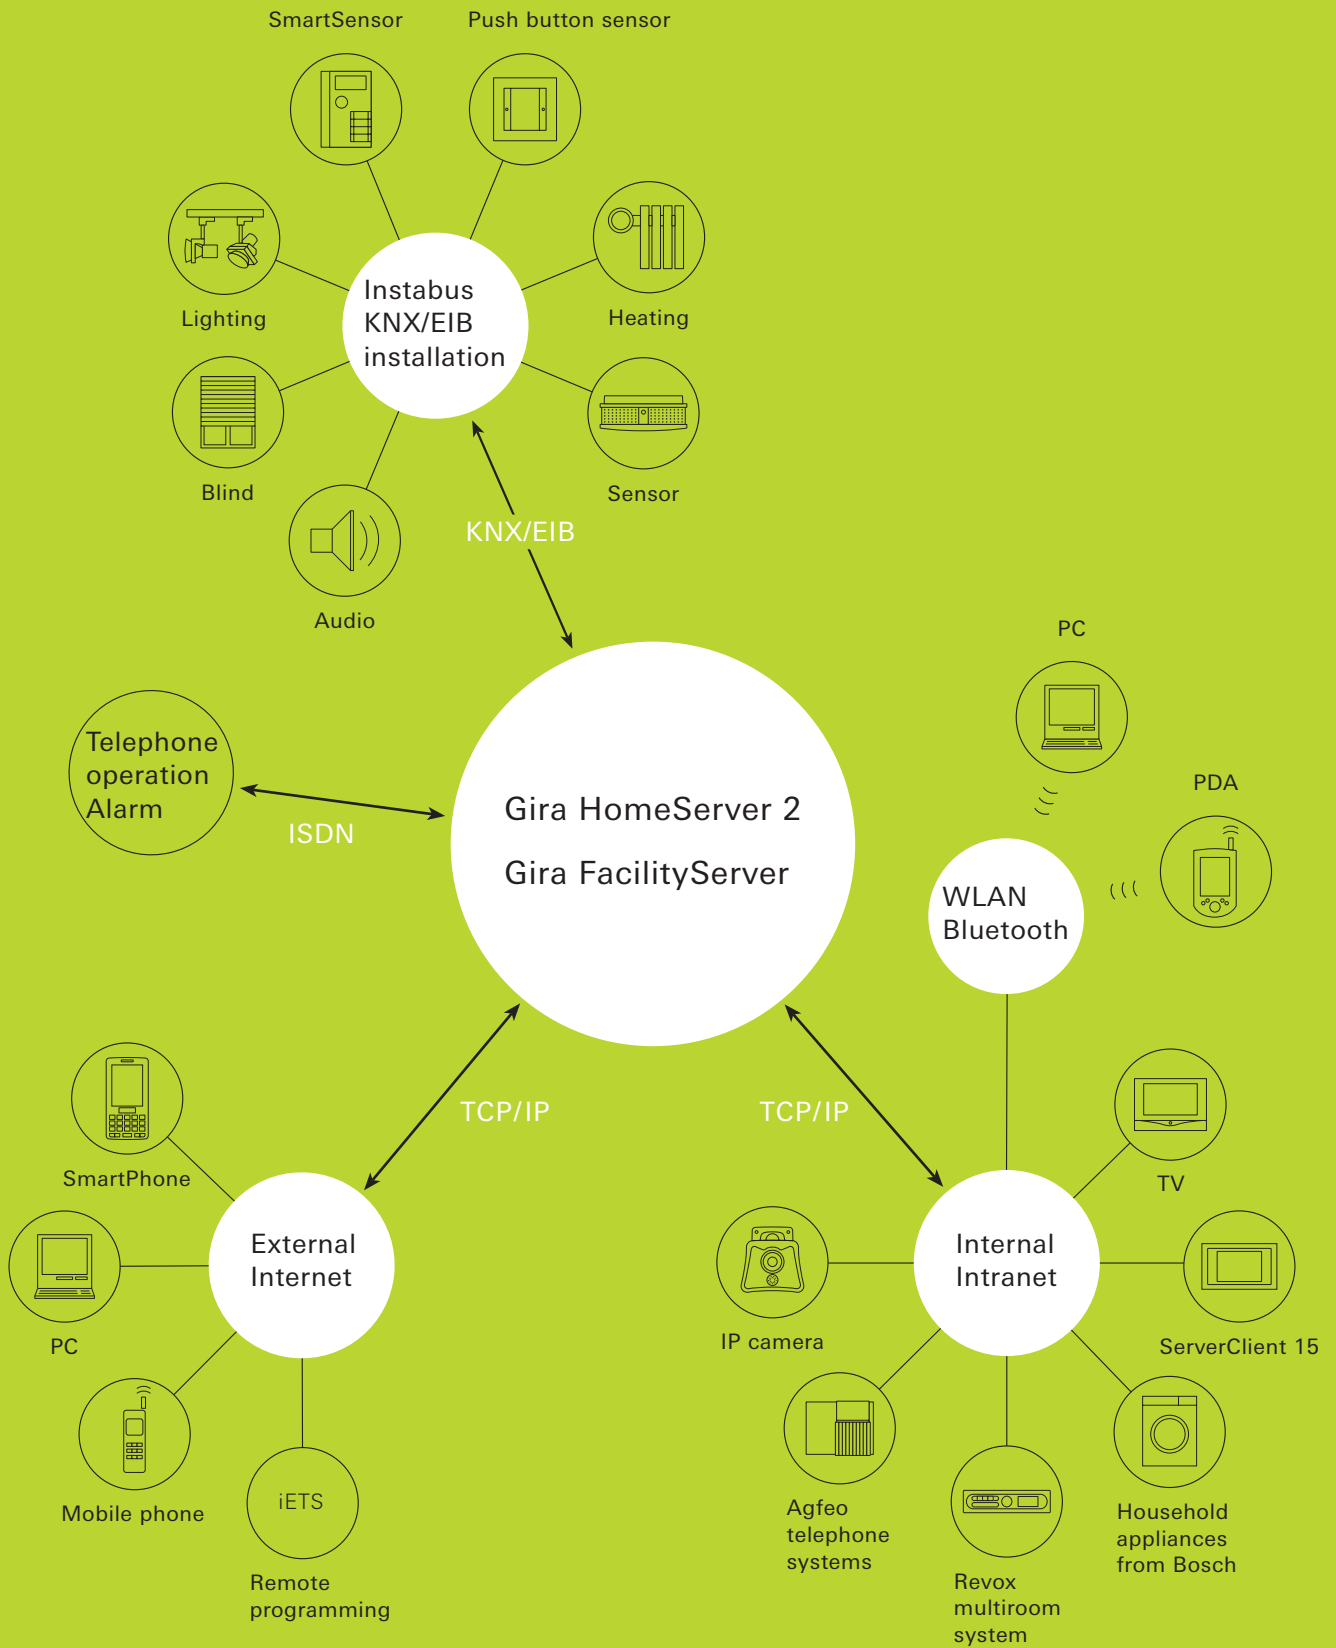 SmartSensor
Push button sensor
Lighting
Instabus
KNX/EIB
installation
Heating
Blind
Sensor
KNX/EIB
Audio
PC
Telephone
operation
Alarm
ISDN
Gira HomeServer 2
Gira FacilityServer
PDA
WLAN
Bluetooth
TCP/IP
TCP/IP
SmartPhone
TV
External
Internet
Internal
Intranet
PC
IP camera
ServerClient 15
Mobile phone
iETS
Remote
programming
Agfeo
telephone
systems
Revox
multiroom
system
Household
appliances
from Bosch